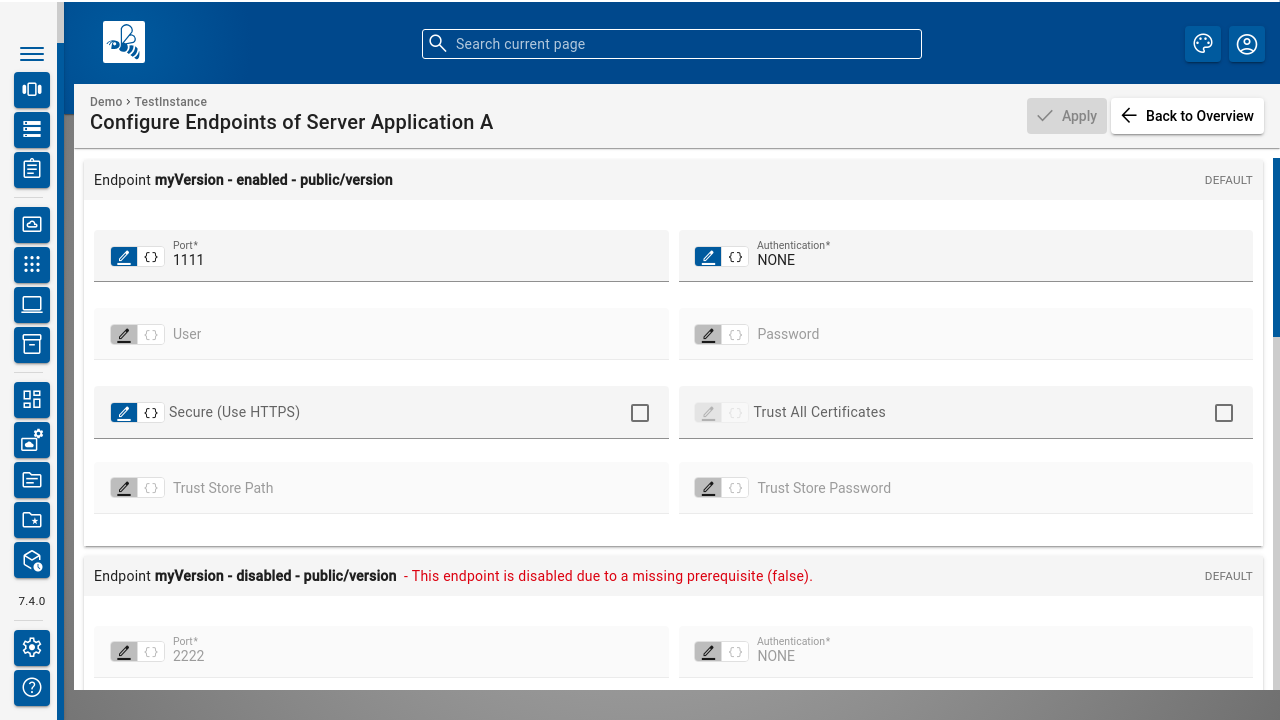 Search current page
Demo › TestInstance
Configure Endpoints of Server Application A
Apply
Back to Overview
Endpoint myVersion - enabled - public/version
DEFAULT
Port*
1111
Authentication*
NONE
User
Password
Secure (Use HTTPS)
Trust All Certificates
Trust Store Path
Trust Store Password
Endpoint myVersion - disabled - public/version - This endpoint is disabled due to a missing prerequisite (false).
DEFAULT
Port*
2222
Authentication*
NONE
7.4.0